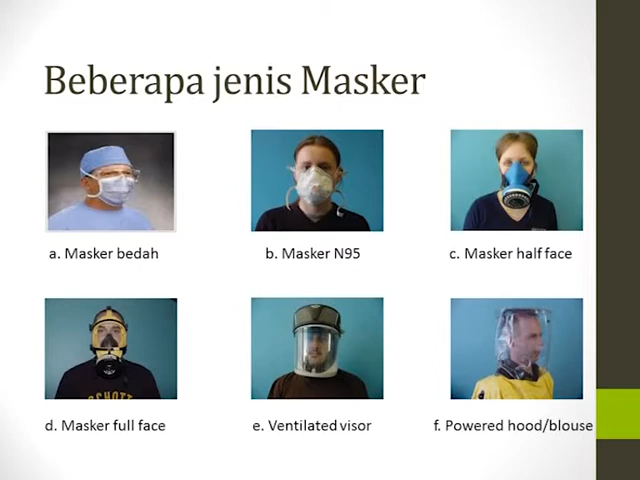 Beberapa jenis Masker
a. Masker bedah
b. Masker N95
c. Masker half face
d. Masker full face
e. Ventilated visor
f. Powered hood/blouse